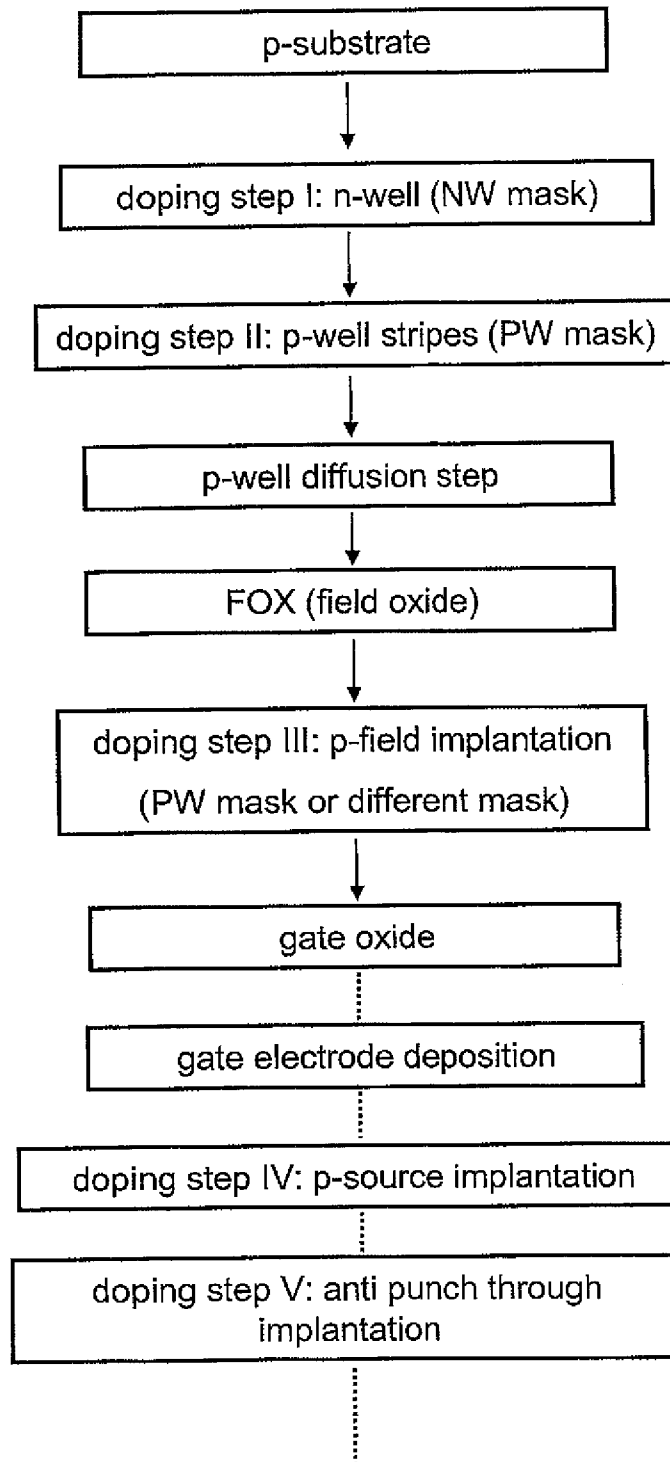 p-substrate
doping step I: n-well (NW mask)
doping step II: p-well stripes (PW mask)
p-well diffusion step
FOX (field oxide)
doping step III: p-field implantation
(PW mask or different mask)
gate oxide
gate electrode deposition
doping step IV: p-source implantation
doping step V: anti punch through
implantation